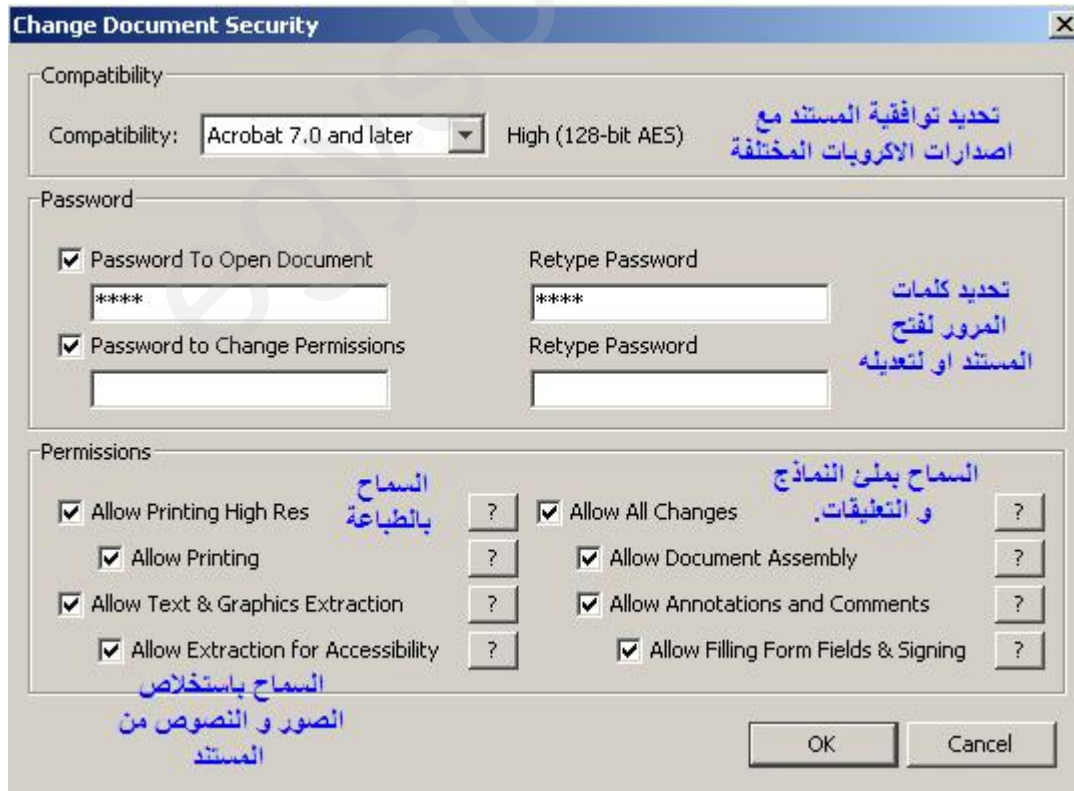 Change Document Security
Compatibility
Compatibility: Acrobat 7.0 and later High (128-bit AES)
تحديد توافقية المستند مع
اصدارات الاكروبات المختلفة
Password
Password To Open Document Retype Password
**** ****
Password to Change Permissions Retype Password
تحديد كلمات
المرور لفتح
المستند او لتعديله
Permissions
السماح
بالطباعة
السماح بملئ النماذج
و التعليقات.
Allow Printing High Res ? Allow All Changes ?
Allow Printing ? Allow Document Assembly ?
Allow Text & Graphics Extraction ? Allow Annotations and Comments ?
Allow Extraction for Accessibility ? Allow Filling Form Fields & Signing ?
السماح باستخلاص
الصور و النصوص من
المستند
OK Cancel